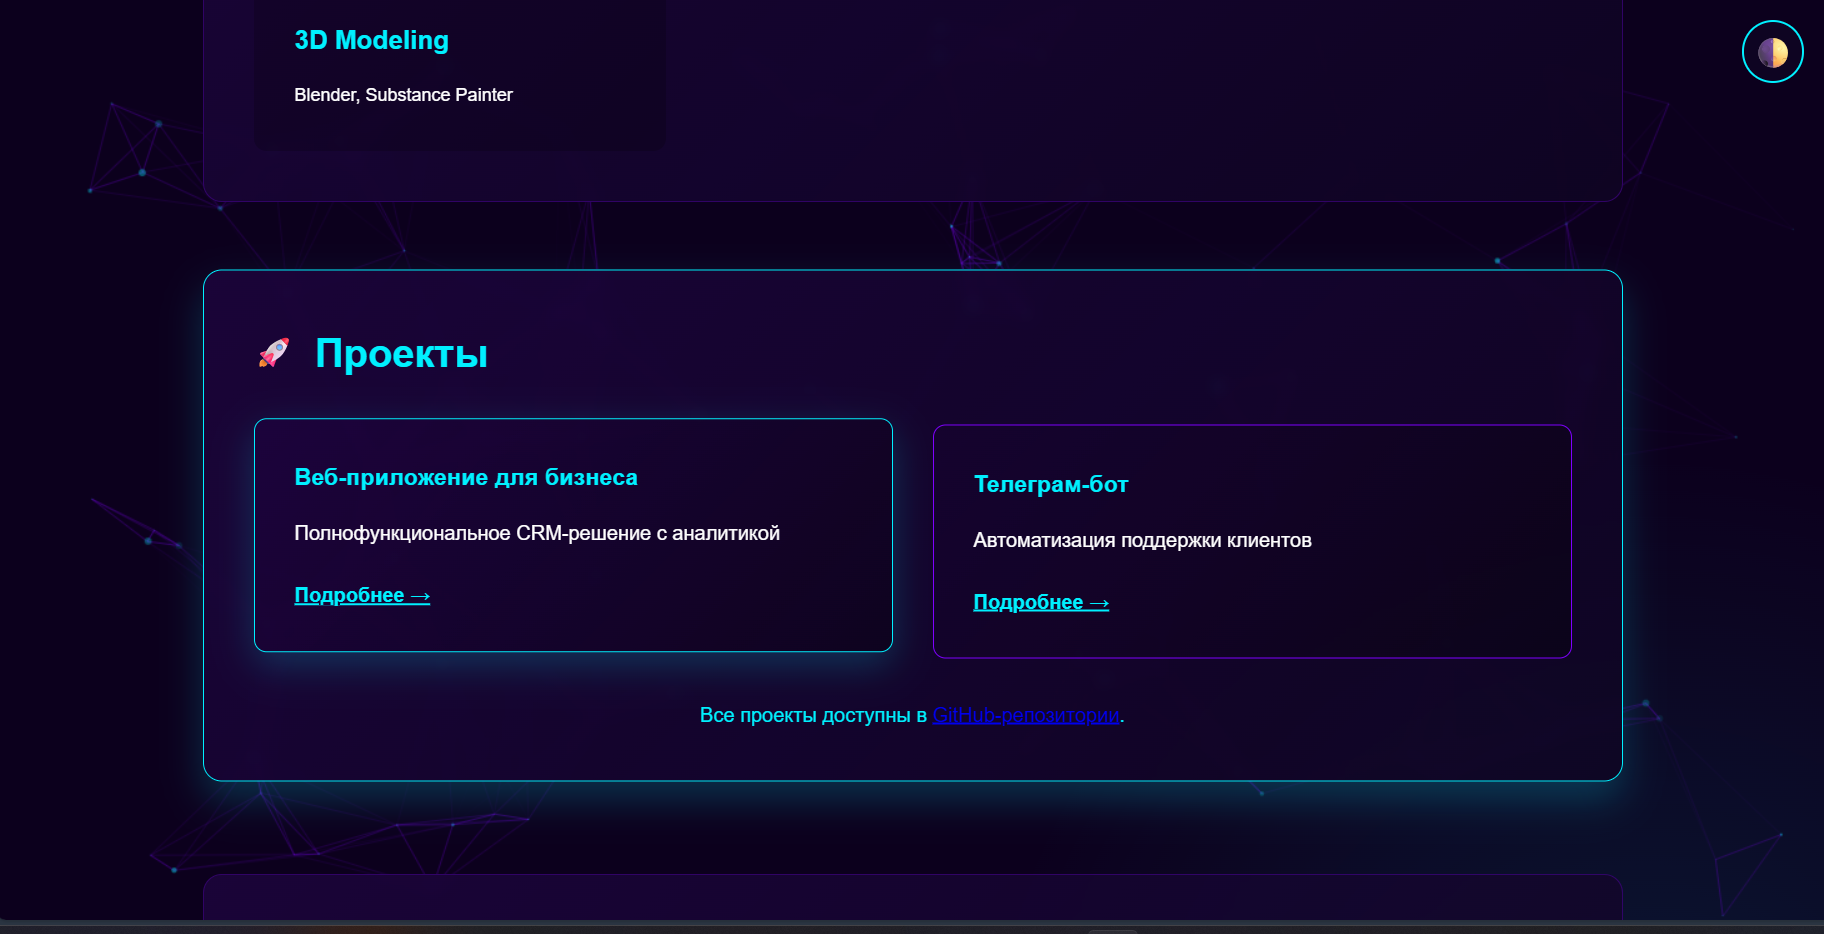 3D Modeling
Blender, Substance Painter
Проекты
Веб-приложение для бизнеса
Полнофункциональное CRM-решение с аналитикой
Подробнее →
Телеграм-бот
Автоматизация поддержки клиентов
Подробнее →
Все проекты доступны в GitHub-репозитории.